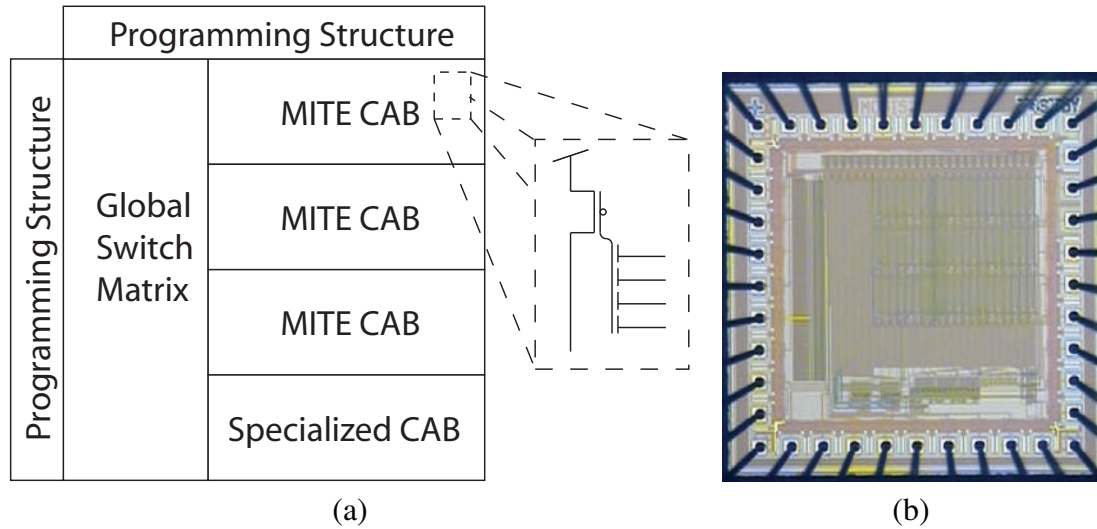 Programming Structure
Programming Structure
Global
Switch
Matrix
MITE CAB
MITE CAB
MITE CAB
Specialized CAB
(a)
(b)